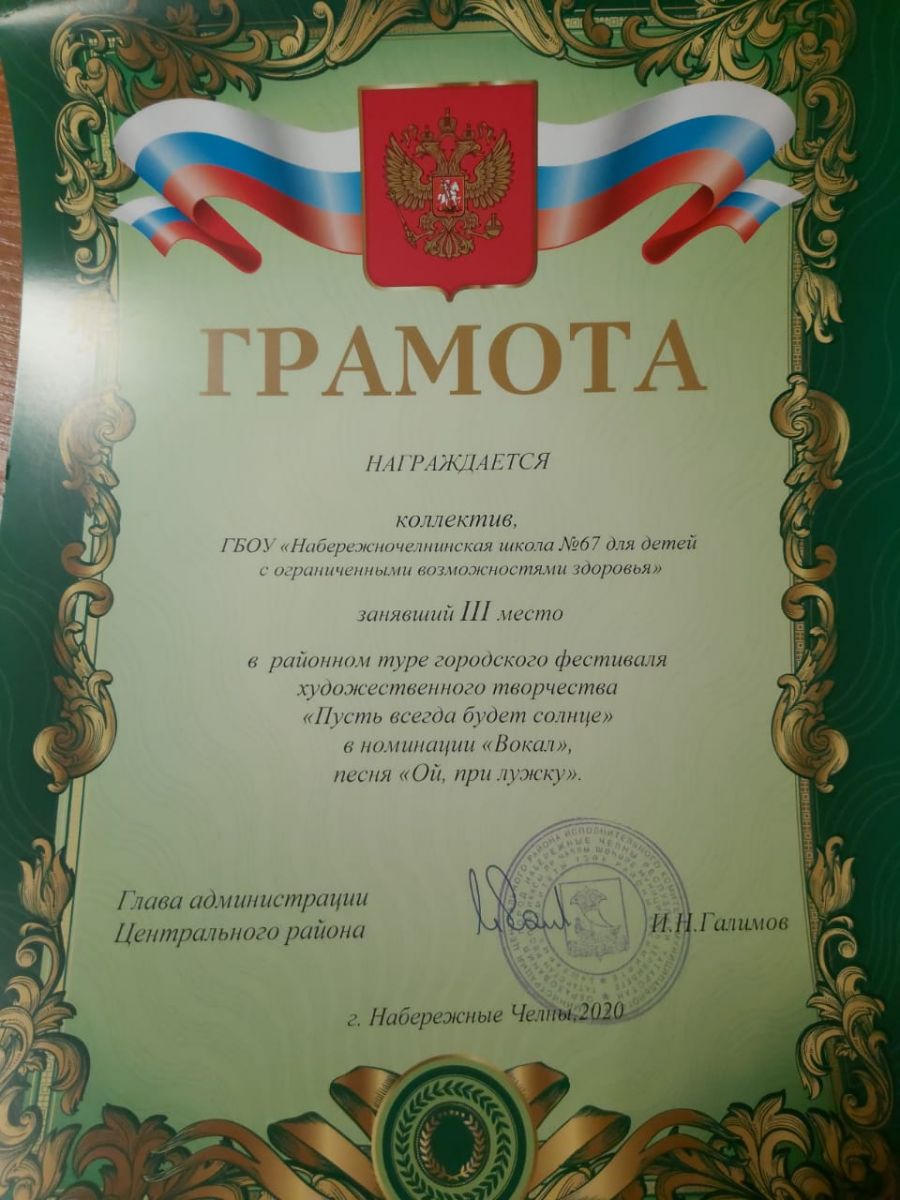 ГРАМОТА
НАГРАЖДАЕТСЯ
коллектив,
ГБОУ «Набережночелнинская школа №67 для детей
с ограниченными возможностями здоровья»
занявший III место
в районном туре городского фестиваля
художественного творчества
«Пусть всегда будет солнце»
в номинации «Вокал»,
песня «Ой, при лужку».
Глава администрации
Центрального района
И.Н.Галимов
г. Набережные Челны,2020